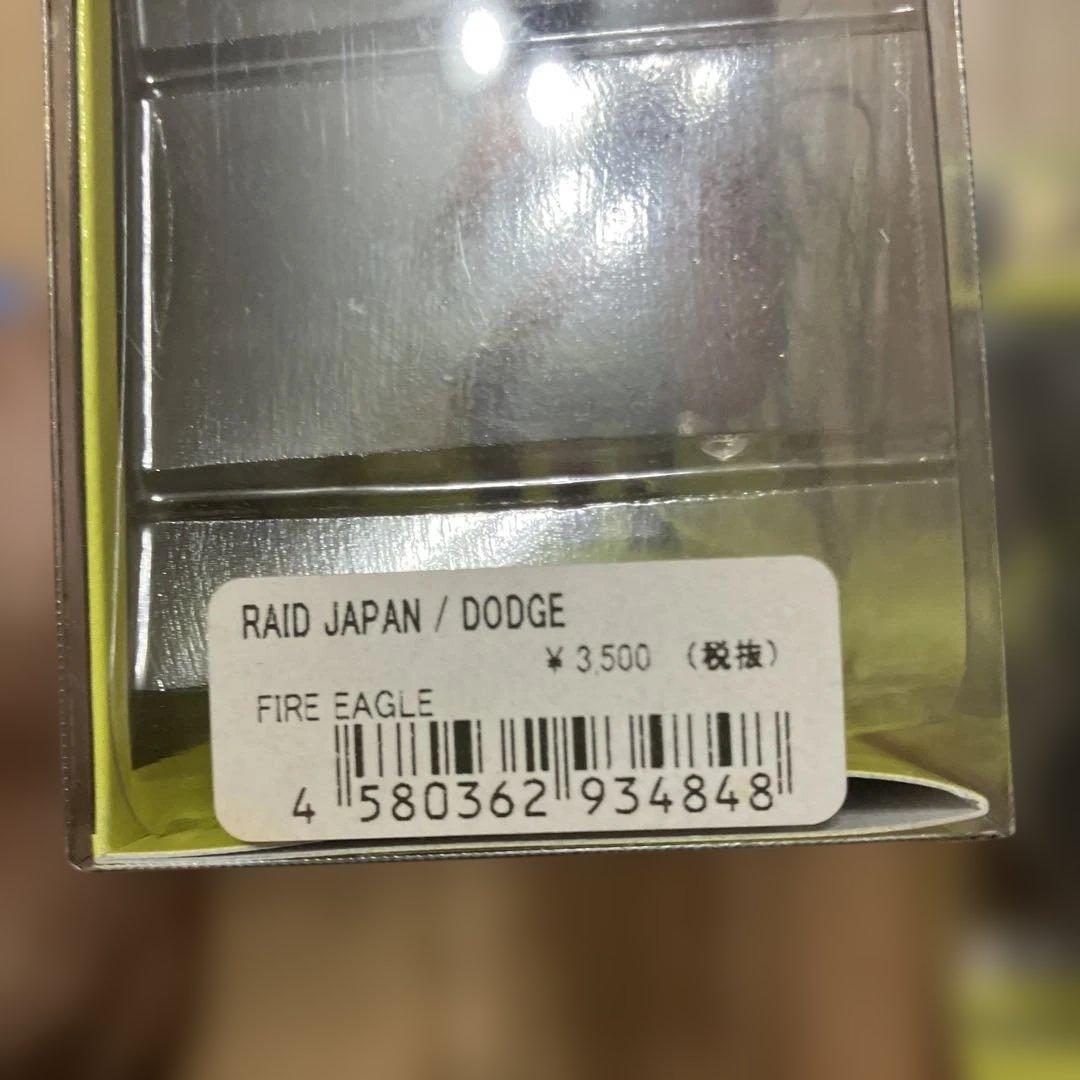 RAID JAPAN / DODGE
¥ 3,500 (税抜)
FIRE EAGLE
4 580362 934848